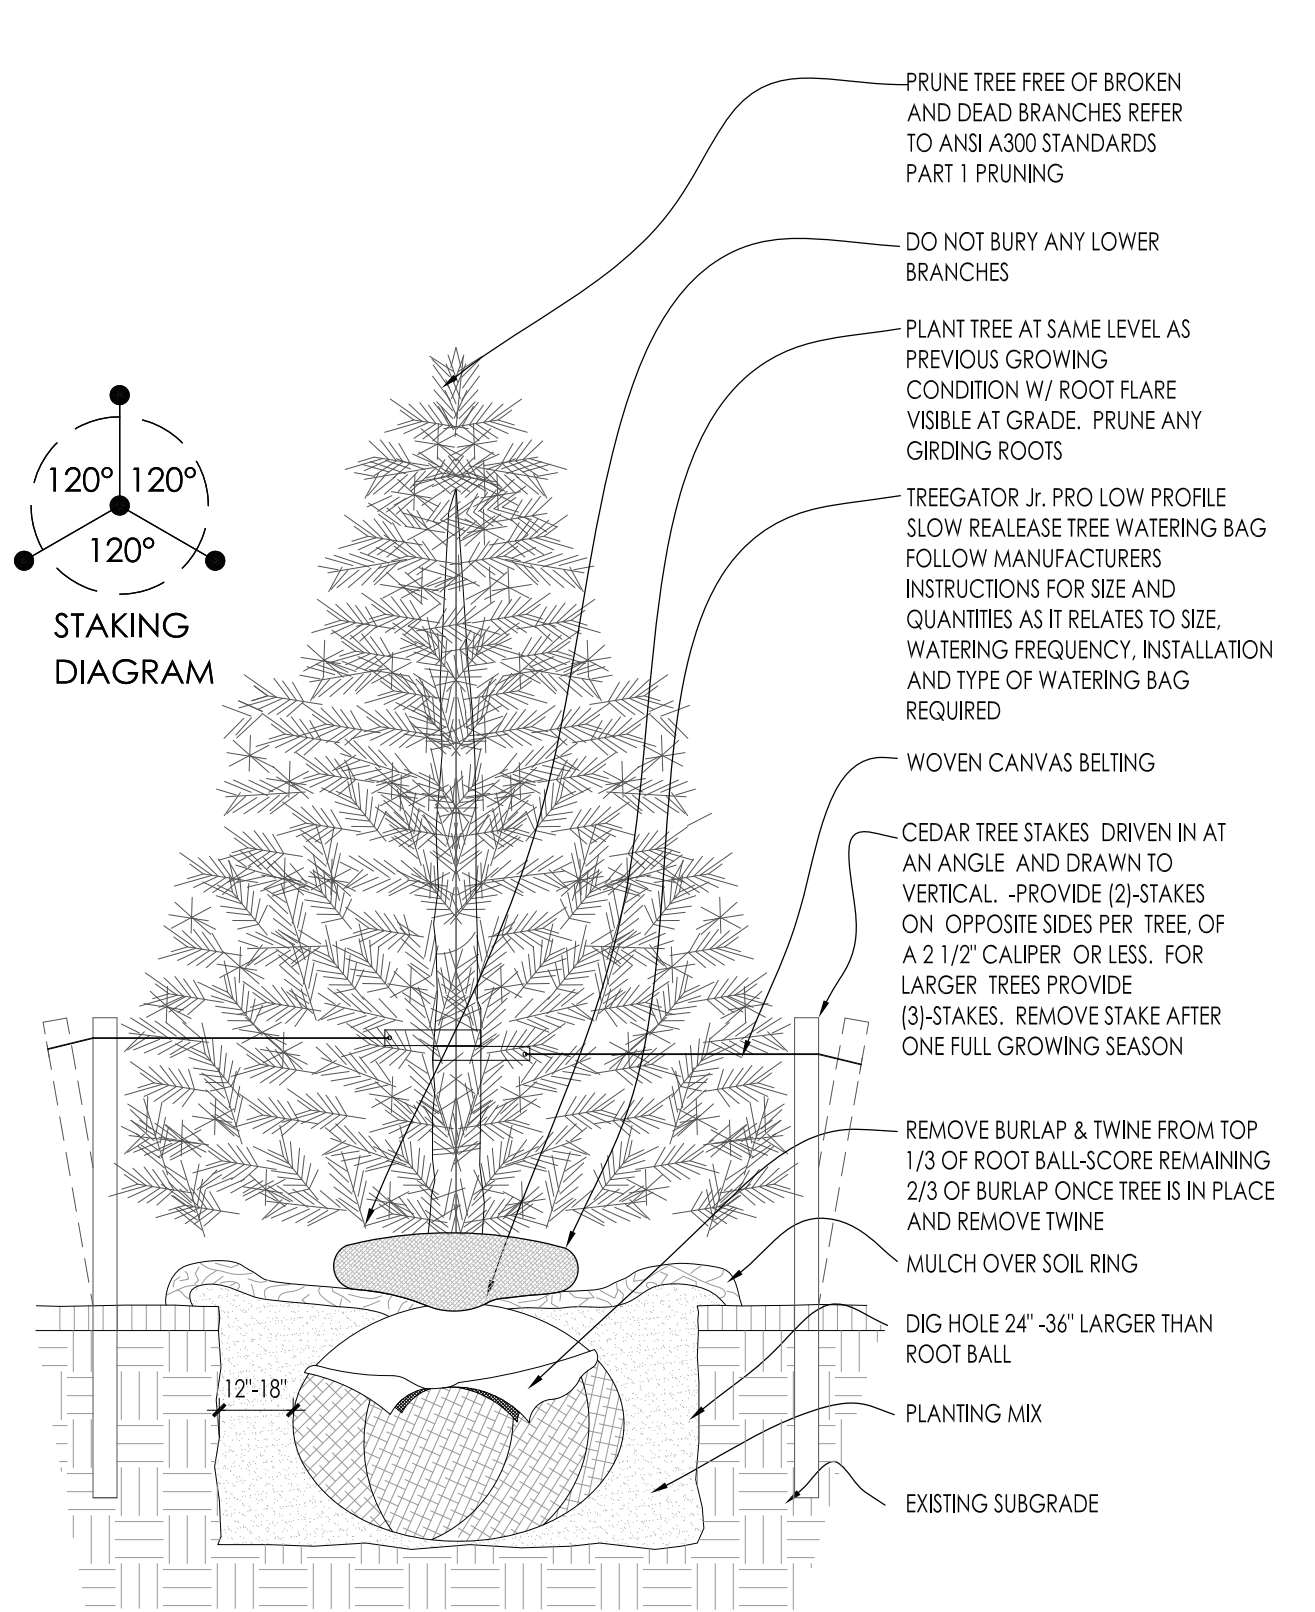 PRUNE TREE FREE OF BROKEN
AND DEAD BRANCHES REFER
TO ANSI A300 STANDARDS
PART 1 PRUNING
DO NOT BURY ANY LOWER
BRANCHES
PLANT TREE AT SAME LEVEL AS
PREVIOUS GROWING
CONDITION W/ ROOT FLARE
VISIBLE AT GRADE. PRUNE ANY
GIRDING ROOTS
120° 120°
120°
STAKING
DIAGRAM
TREEGATOR Jr. PRO LOW PROFILE
SLOW REALEASE TREE WATERING BAG
FOLLOW MANUFACTURERS
INSTRUCTIONS FOR SIZE AND
QUANTITIES AS IT RELATES TO SIZE,
WATERING FREQUENCY, INSTALLATION
AND TYPE OF WATERING BAG
REQUIRED
WOVEN CANVAS BELTING
CEDAR TREE STAKES DRIVEN IN AT
AN ANGLE AND DRAWN TO
VERTICAL. -PROVIDE (2)-STAKES
ON OPPOSITE SIDES PER TREE, OF
A 2 1/2" CALIPER OR LESS. FOR
LARGER TREES PROVIDE
(3)-STAKES. REMOVE STAKE AFTER
ONE FULL GROWING SEASON
REMOVE BURLAP & TWINE FROM TOP
1/3 OF ROOT BALL-SCORE REMAINING
2/3 OF BURLAP ONCE TREE IS IN PLACE
AND REMOVE TWINE
MULCH OVER SOIL RING
DIG HOLE 24" -36" LARGER THAN
ROOT BALL
12"-18"
PLANTING MIX
EXISTING SUBGRADE